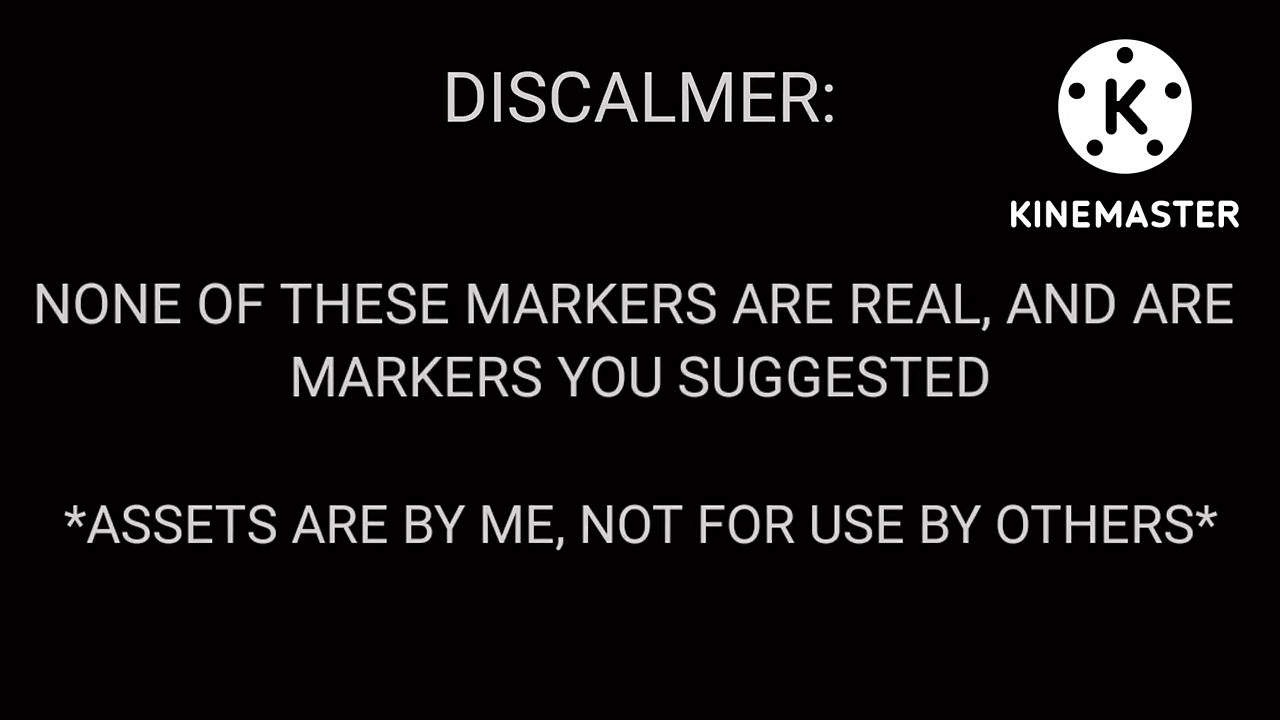 DISCALMER:
KINEMASTER
NONE OF THESE MARKERS ARE REAL, AND ARE
MARKERS YOU SUGGESTED
*ASSETS ARE BY ME, NOT FOR USE BY OTHERS*